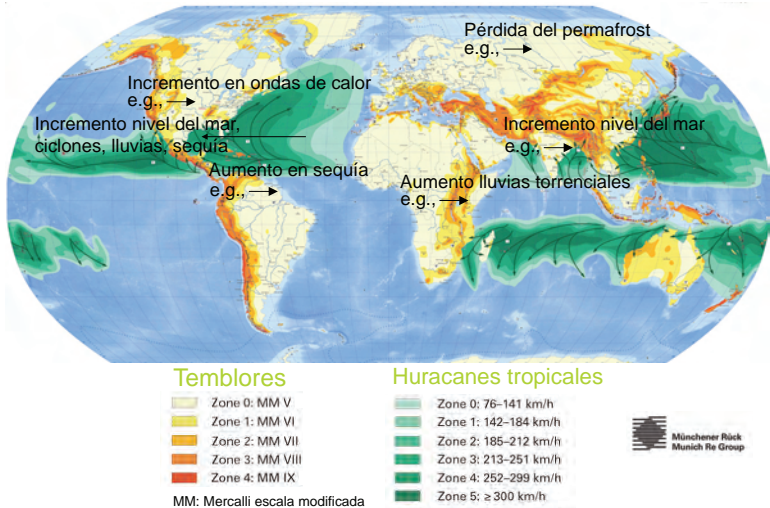 Pérdida del permafrost
e.g.,
Incremento en ondas de calor
e.g.,
Incremento nivel del mar,
ciclones, lluvias, sequía
Incremento nivel del mar
e.g.,
Aumento en sequía
e.g.,
Aumento lluvias torrenciales
e.g.,
Temblores
Zone 0: MM V
Zone 1: MM VI
Zone 2: MM VII
Zone 3: MM VIII
Zone 4: MM IX
MM: Mercalli escala modificada
Huracanes tropicales
Zone 0: 76–141 km/h
Zone 1: 142–184 km/h
Zone 2: 185–212 km/h
Zone 3: 213–251 km/h
Zone 4: 252–299 km/h
Zone 5: ≥ 300 km/h
Münchener Rück
Munich Re Group